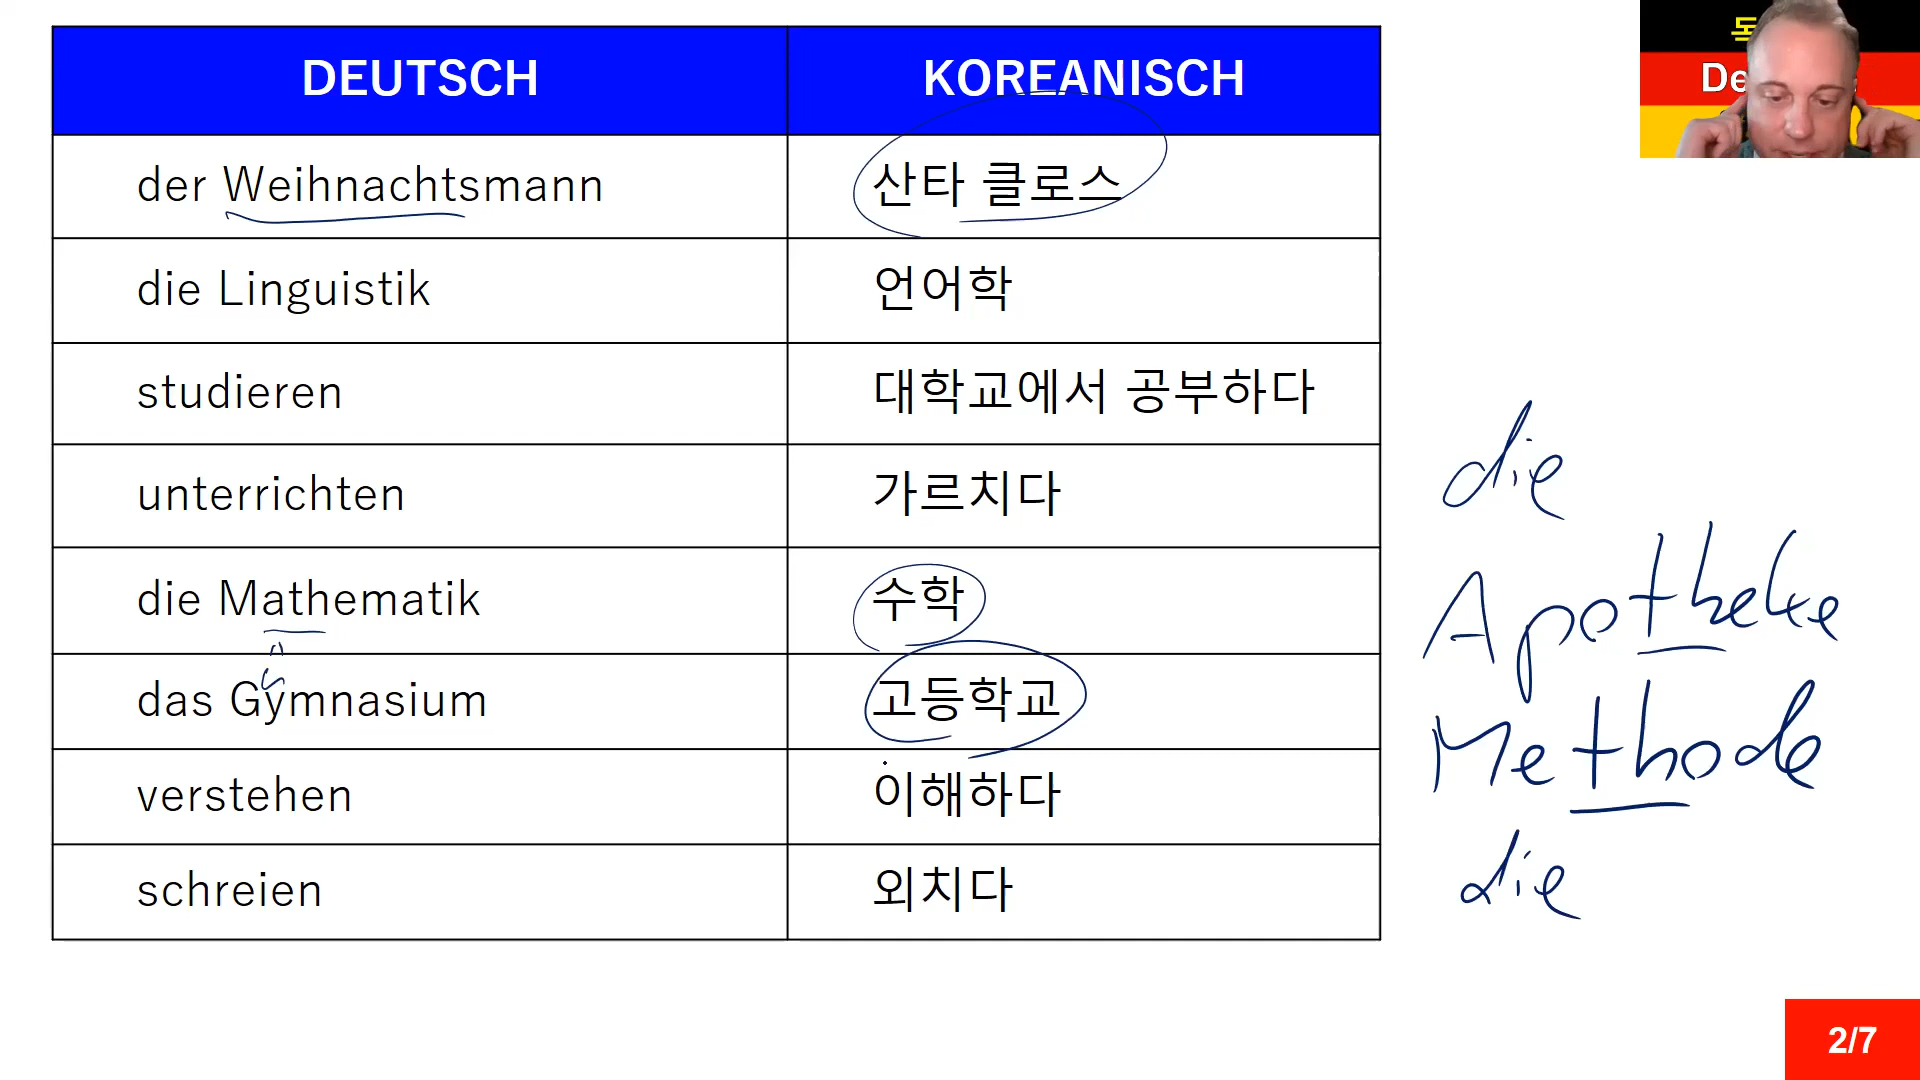 DEUTSCH KOREANISCH
der Weihnachtsmann 산타 클로스
die Linguistik 언어학
studieren 대학교에서 공부하다
unterrichten 가르치다
die Mathematik 수학
das Gymnasium 고등학교
verstehen 이해하다
schreien 외치다
die
Apotheke
Methode
die
독
De
2/7